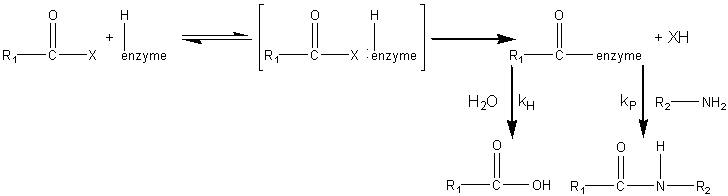 O H O H O
R1 C X + enzyme R1 C X : enzyme R1 C enzyme + XH
H2O kH kP R2 NH2
O O H
R1 C OH R1 C N R2